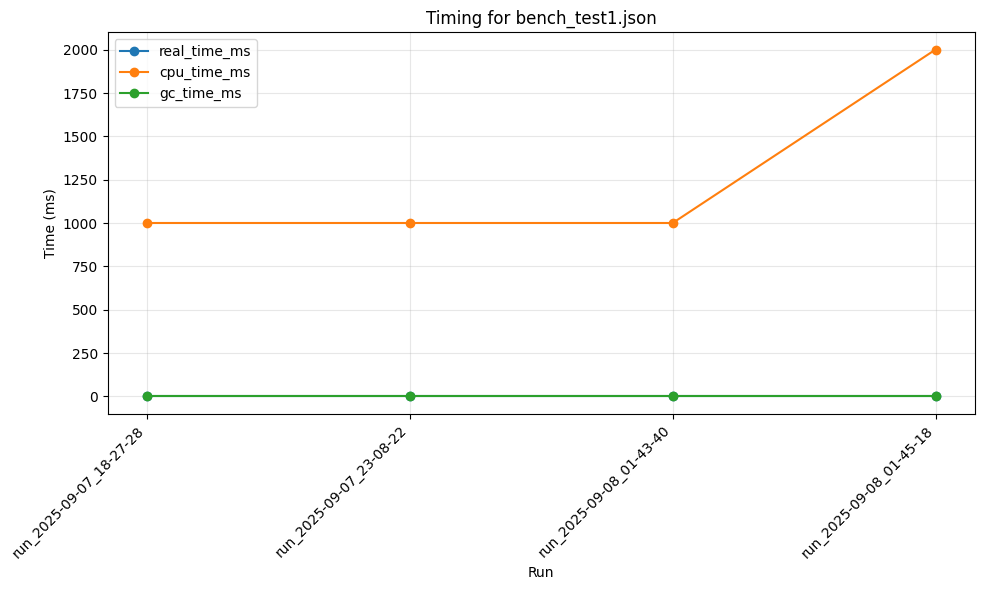 Timing for bench_test1.json
real_time_ms
cpu_time_ms
gc_time_ms
Time (ms)
2000
1750
1500
1250
1000
750
500
250
0
run_2025-09-07_18-27-28
run_2025-09-07_23-08-22
run_2025-09-08_01-43-40
run_2025-09-08_01-45-18
Run